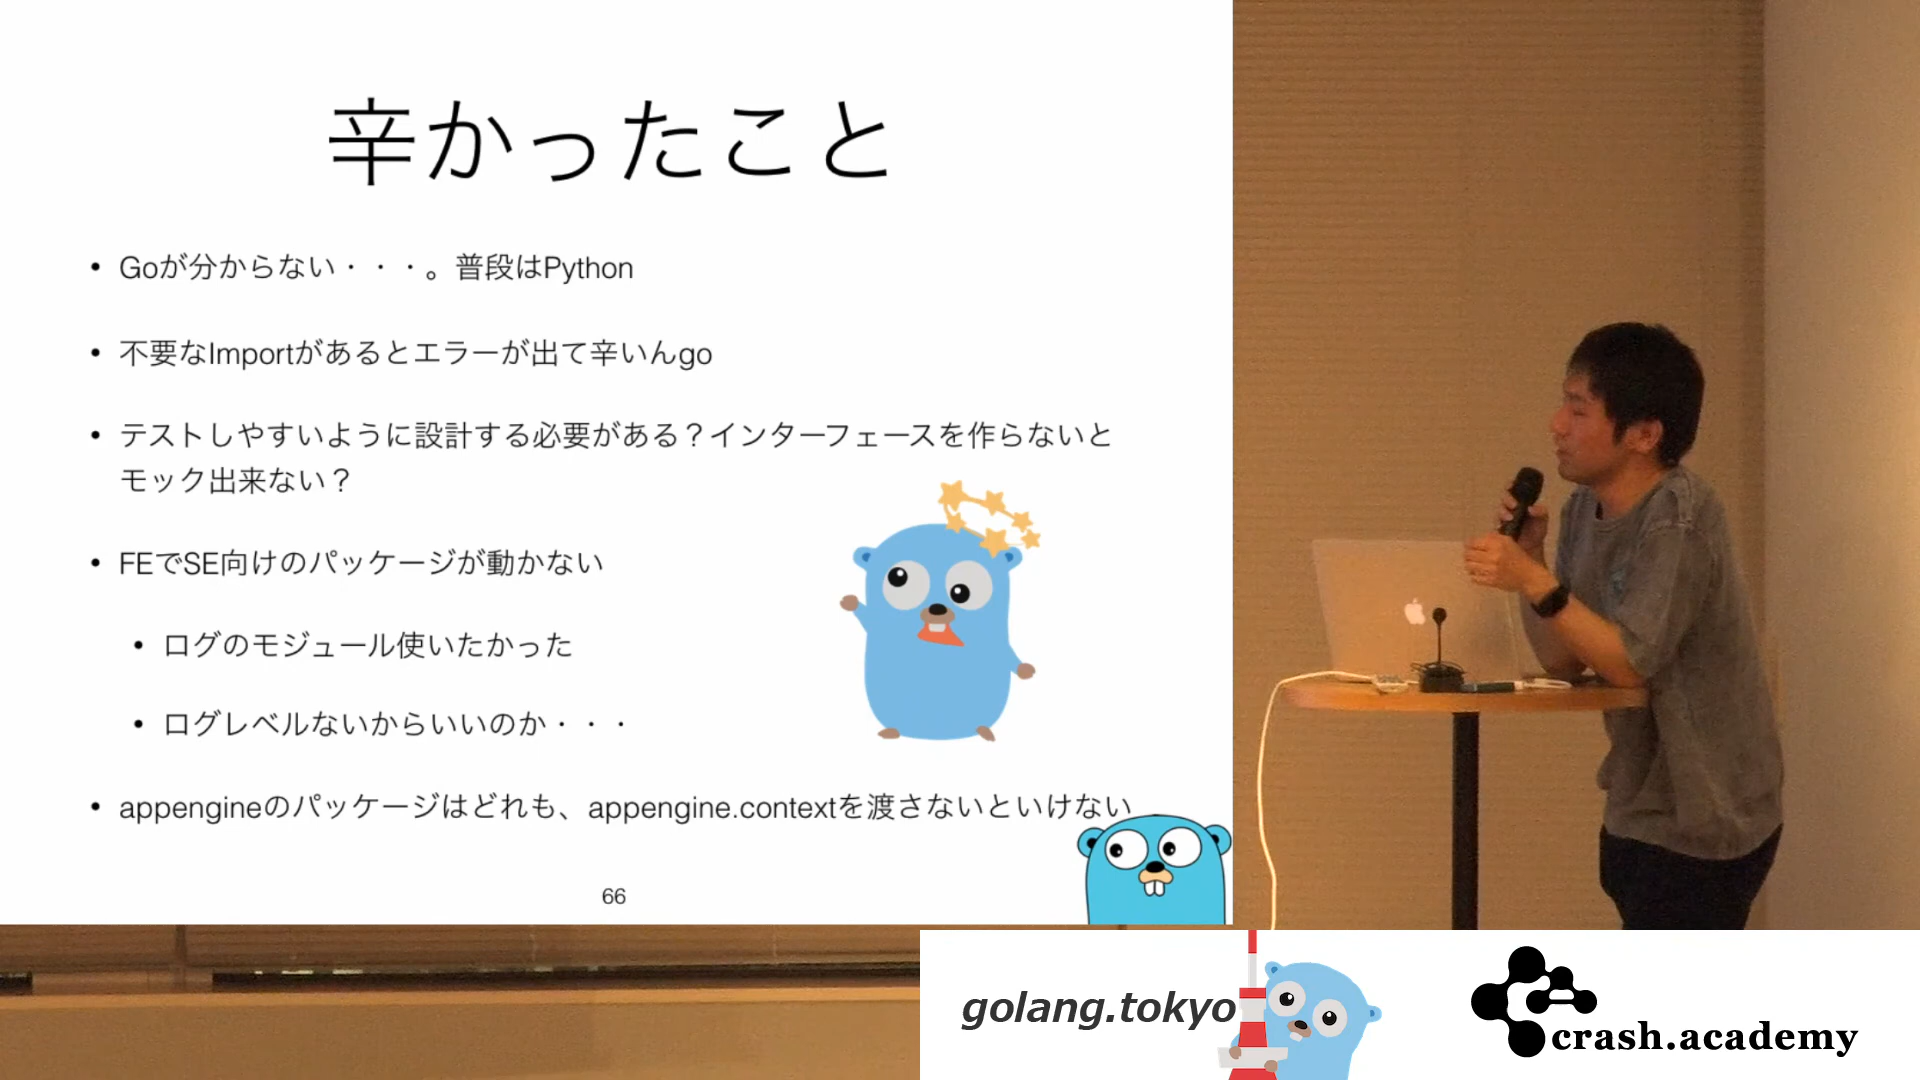 辛かったこと
• Goが分からない・・・。普段はPython
• 不要なImportがあるとエラーが出て辛いんgo
• テストしやすいように設計する必要がある？インターフェースを作らないと
モック出来ない？
• FEでSE向けのパッケージが動かない
• ログのモジュール使いたかった
• ログレベルないからいいのか・・・
• appengineのパッケージはどれも、appengine.contextを渡さないといけない
66
golang.tokyo
crash.academy